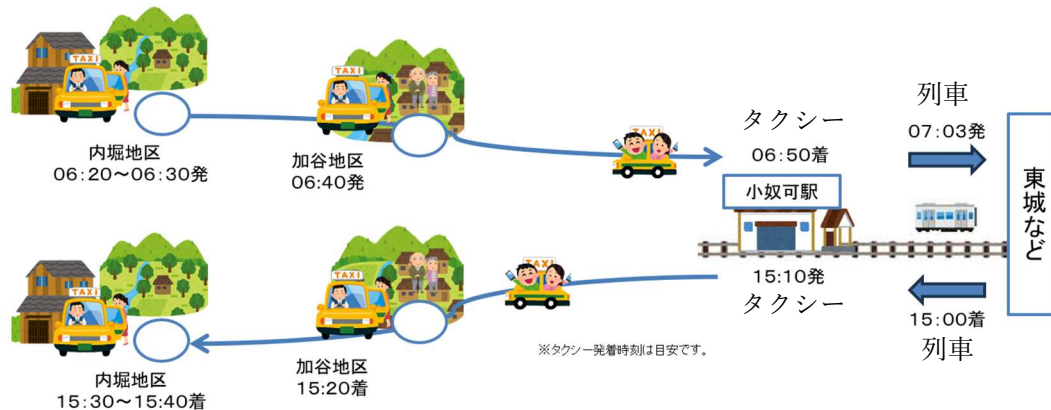 TAXI
内堀地区
06:20～06:30発
TAXI
加谷地区
06:40発
TAXI
タクシー
06:50着
小奴可駅
列車
07:03発
東城など
TAXI
内堀地区
15:30～15:40着
TAXI
加谷地区
15:20着
TAXI
15:10発
タクシー
15:00着
列車
※タクシー発着時刻は目安です。